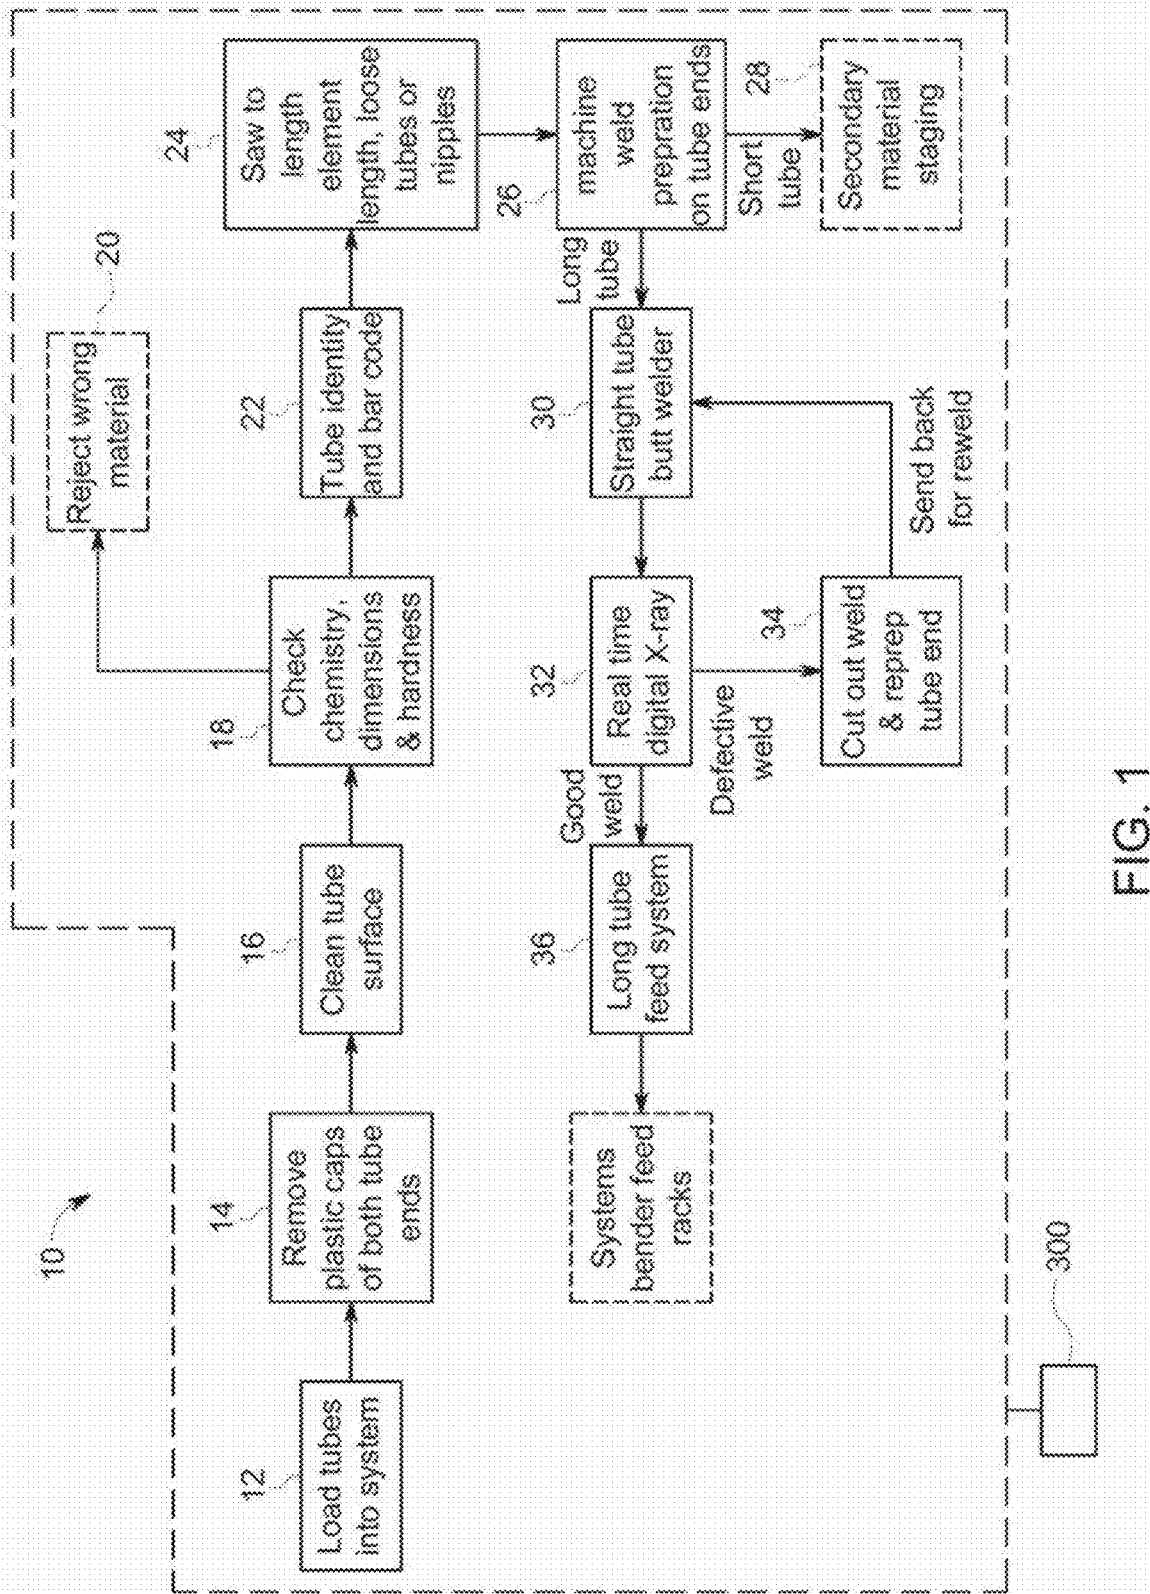 10
20
Reject wrong
material
12
Load tubes
into system
14
Remove
plastic caps
of both tube
ends
16
Clean tube
surface
18
Check
chemistry,
dimensions
& hardness
22
Tube identity
and bar code
24
Saw to
length
element
length, loose
tubes or
nipples
Systems
bender feed
racks
36
Long tube
feed system
Good
weld
32
Real time
digital X-ray
30
Straight tube
butt welder
Long
tube
26
machine
weld
prepration
on tube ends
Defective
weld
Short
tube
34
Cut out weld
& reprep
tube end
Send back
for reweld
28
Secondary
material
staging
300
FIG. 1